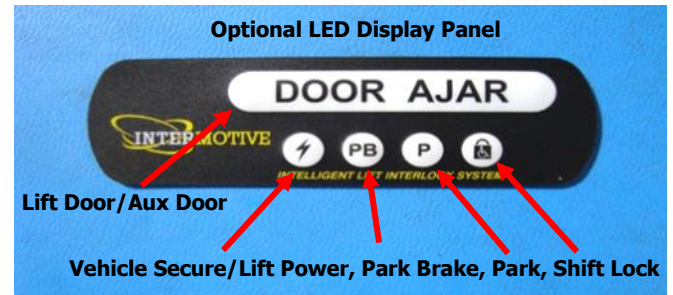 Optional LED Display Panel
DOOR AJAR
INTERMOTIVE
PB P
INTELLIGENT LIFT INTERLOCK SYSTEM
Lift Door/Aux Door
Vehicle Secure/Lift Power, Park Brake, Park, Shift Lock